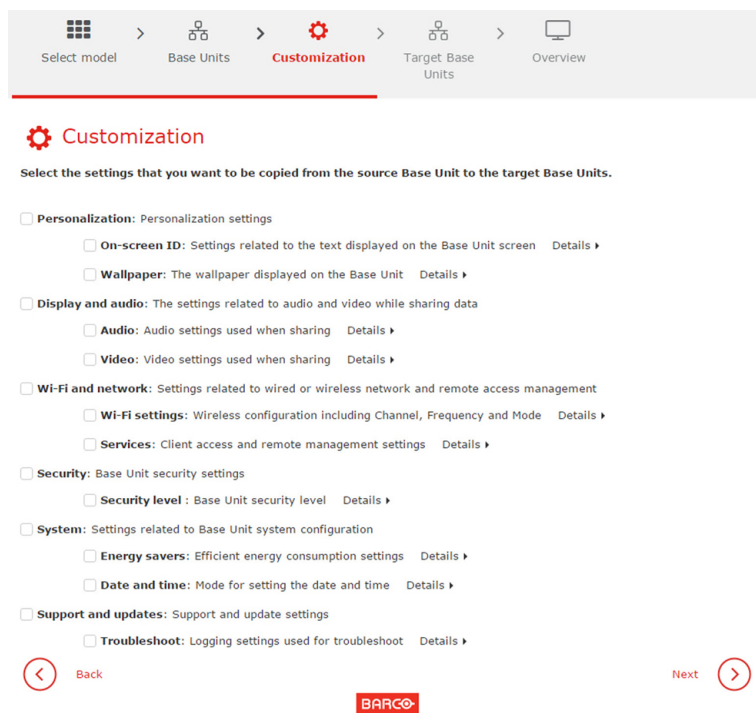 Select model
Base Units
Customization
Target Base
Units
Overview
Customization
Select the settings that you want to be copied from the source Base Unit to the target Base Units.
Personalization: Personalization settings
On-screen ID: Settings related to the text displayed on the Base Unit screen Details
Wallpaper: The wallpaper displayed on the Base Unit Details
Display and audio: The settings related to audio and video while sharing data
Audio: Audio settings used when sharing Details
Video: Video settings used when sharing Details
Wi-Fi and network: Settings related to wired or wireless network and remote access management
Wi-Fi settings: Wireless configuration including Channel, Frequency and Mode Details
Services: Client access and remote management settings Details
Security: Base Unit security settings
Security level : Base Unit security level Details
System: Settings related to Base Unit system configuration
Energy savers: Efficient energy consumption settings Details
Date and time: Mode for setting the date and time Details
Support and updates: Support and update settings
Troubleshoot: Logging settings used for troubleshoot Details
Back
Next
BARCO